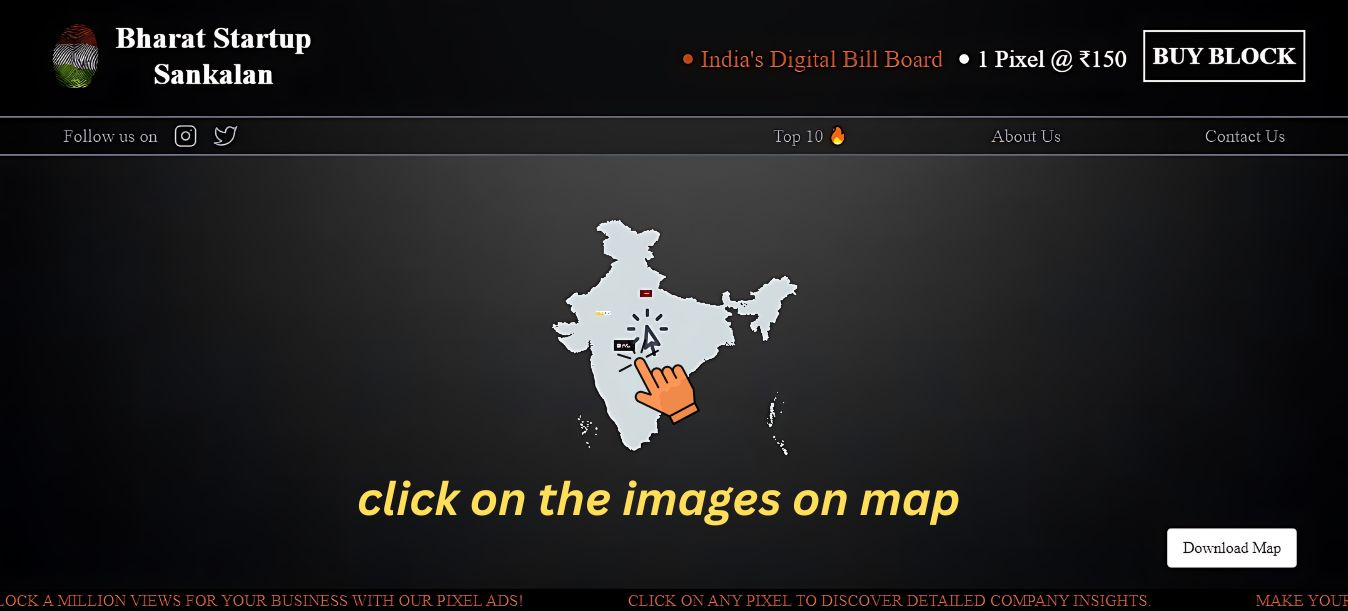 Bharat Startup
Sankalan
India's Digital Bill Board
1 Pixel @ ₹150
BUY BLOCK
Follow us on
Top 10 🔥
About Us
Contact Us
click on the images on map
Download Map
LOCK A MILLION VIEWS FOR YOUR BUSINESS WITH OUR PIXEL ADS!
CLICK ON ANY PIXEL TO DISCOVER DETAILED COMPANY INSIGHTS.
MAKE YOUR